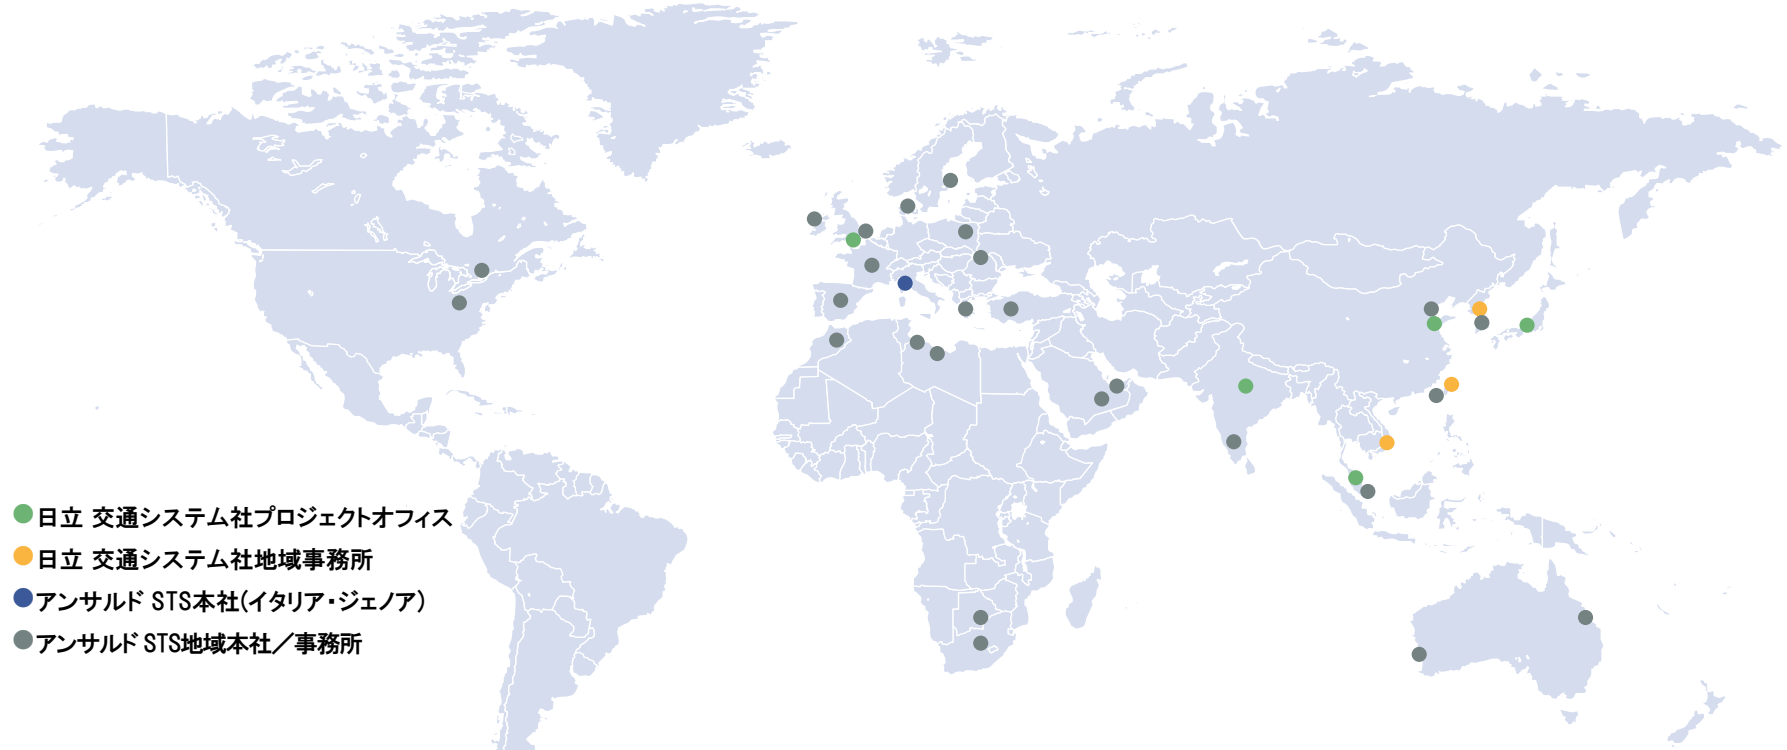 日立 交通システム社プロジェクトオフィス
日立 交通システム社地域事務所
アンサルド STS本社(イタリア・ジェノア)
アンサルド STS地域本社／事務所